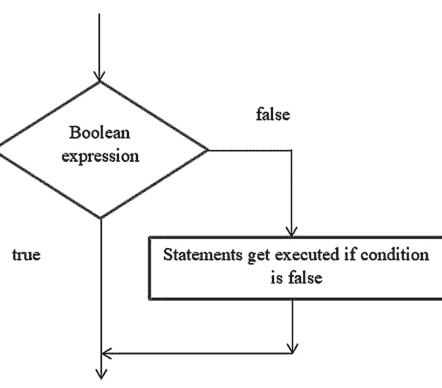 Boolean
expression
false
true
Statements get executed if condition
is false